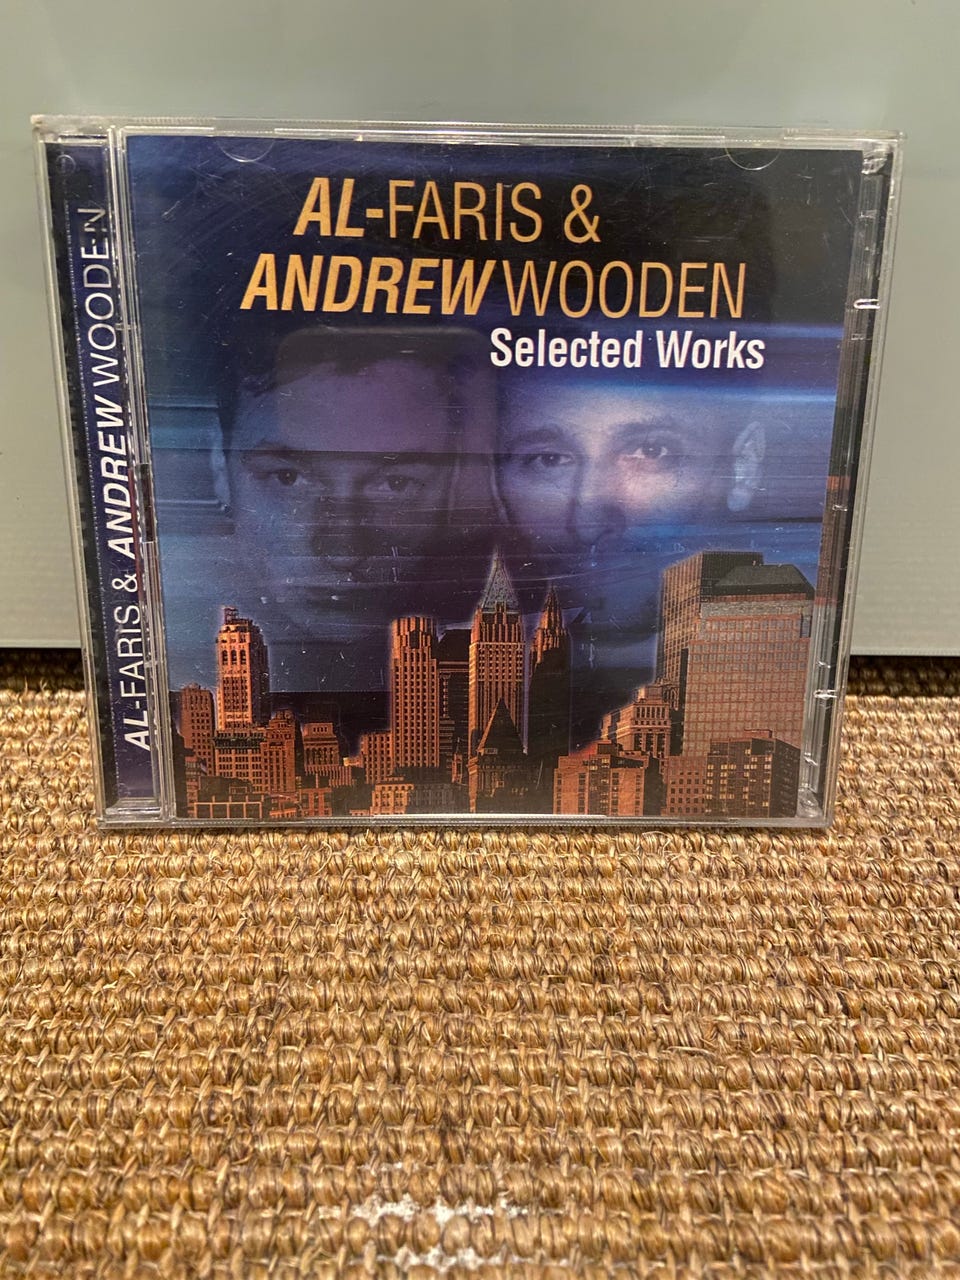 AL-FARIS &
ANDREW WOODEN
Selected Works
AL-FARIS & ANDREW WOODEN